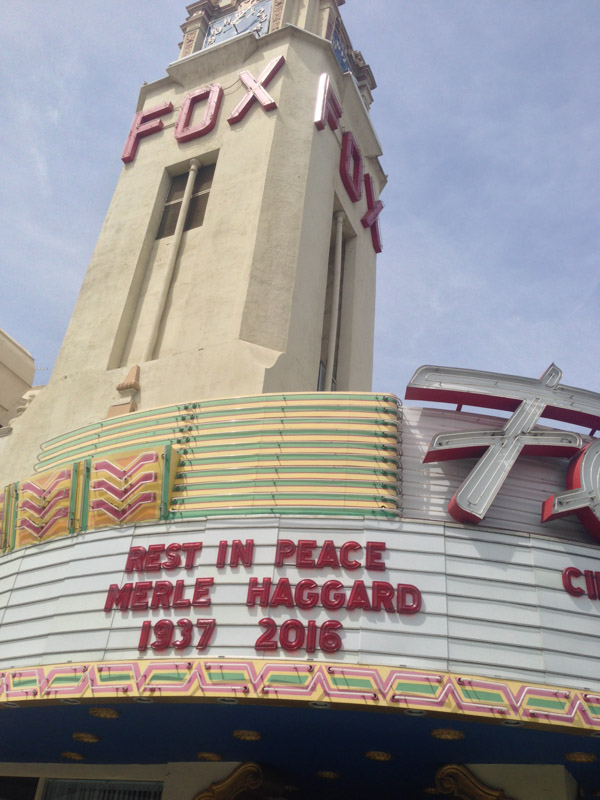 FOX
FOX
REST IN PEACE
MERLE HAGGARD
1937 2016